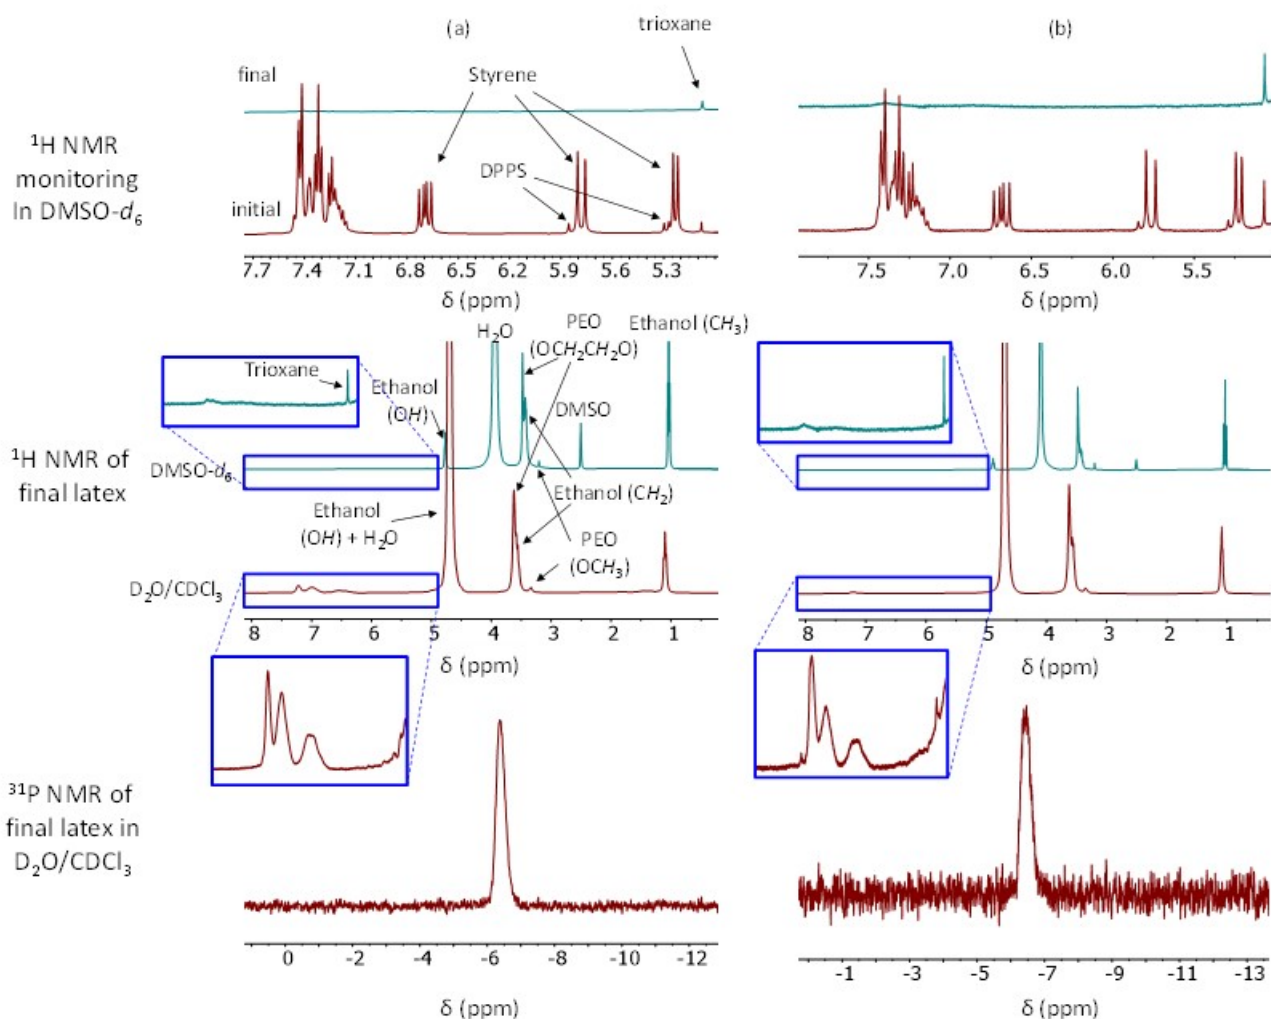 (a)
trioxane
(b)
final
Styrene
¹H NMR
monitoring
In DMSO-d₆
DPPS
initial
7.7 7.4 7.1 6.8 6.5 6.2 5.9 5.6 5.3
7.5 7.0 6.5 6.0 5.5
δ (ppm)
δ (ppm)
H₂O
PEO
(OCH₂CH₂O)
Ethanol (CH₃)
Trioxane
Ethanol
(OH)
DMSO
¹H NMR of
final latex
DMSO-d₆
Ethanol (CH₂)
Ethanol
(OH) + H₂O
PEO
(OCH₃)
D₂O/CDCl₃
8 7 6 5 4 3 2 1
8 7 6 5 4 3 2 1
δ (ppm)
δ (ppm)
³¹P NMR of
final latex in
D₂O/CDCl₃
0 -2 -4 -6 -8 -10 -12
-1 -3 -5 -7 -9 -11 -13
δ (ppm)
δ (ppm)